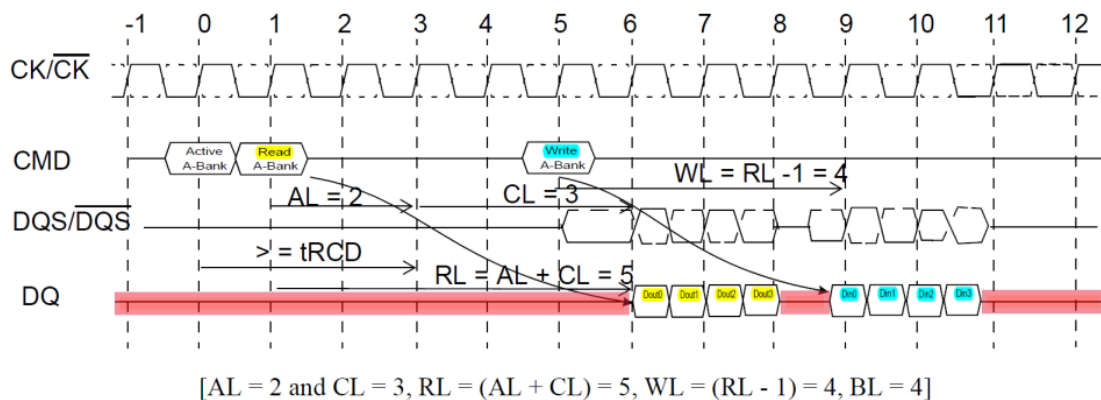 -1 0 1 2 3 4 5 6 7 8 9 10 11 12
CK/CK
CMD
Active
A-Bank
Read
A-Bank
Write
A-Bank
WL = RL -1 = 4
AL = 2
CL = 3
DQS/DQS
> = tRCD
RL = AL + CL = 5
DQ
Dout0 Dout1 Dout2 Dout3 Din0 Din1 Din2 Din3
[AL = 2 and CL = 3, RL = (AL + CL) = 5, WL = (RL - 1) = 4, BL = 4]